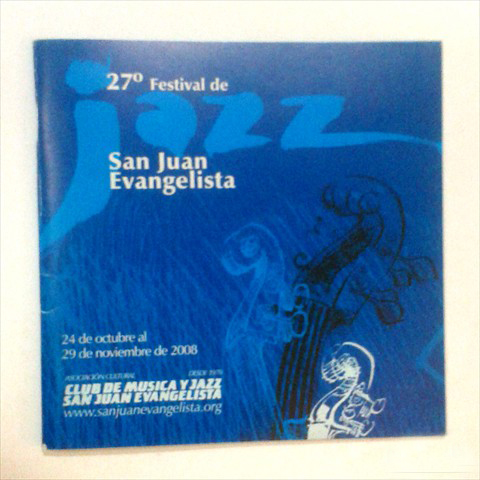 27º Festival de
jazz
San Juan
Evangelista
24 de octubre al
29 de noviembre de 2008
ASOCIACIÓN CULTURAL DESDE 1970
CLUB DE MUSICA Y JAZZ
SAN JUAN EVANGELISTA
www.sanjuanevangelista.org